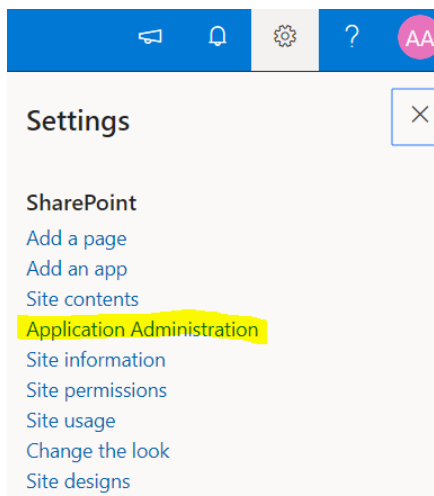 AA
Settings
SharePoint
Add a page
Add an app
Site contents
Application Administration
Site information
Site permissions
Site usage
Change the look
Site designs